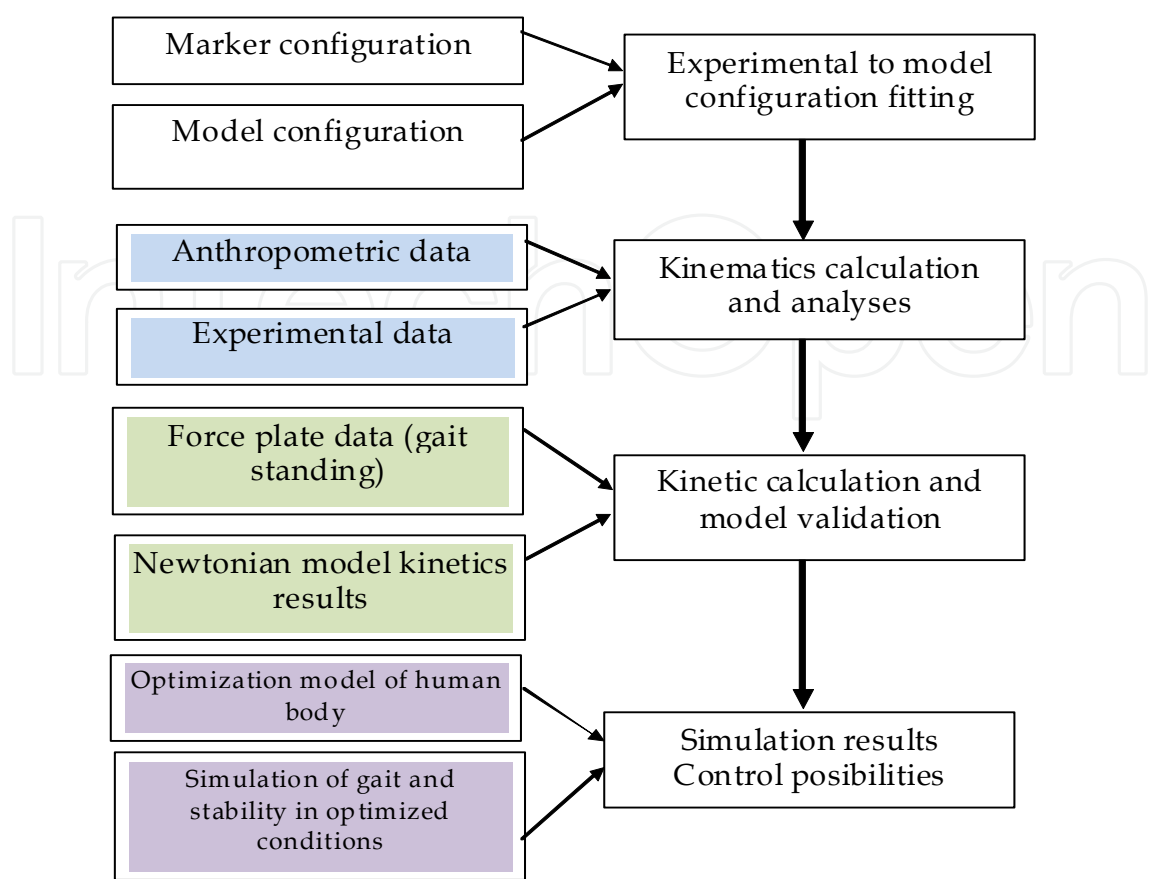 Marker configuration
Model configuration
Experimental to model
configuration fitting
Anthropometric data
Experimental data
Kinematics calculation
and analyses
Force plate data (gait
standing)
Newtonian model kinetics
results
Kinetic calculation and
model validation
Optimization model of human
body
Simulation of gait and
stability in optimized
conditions
Simulation results
Control posibilities
IntechOpen